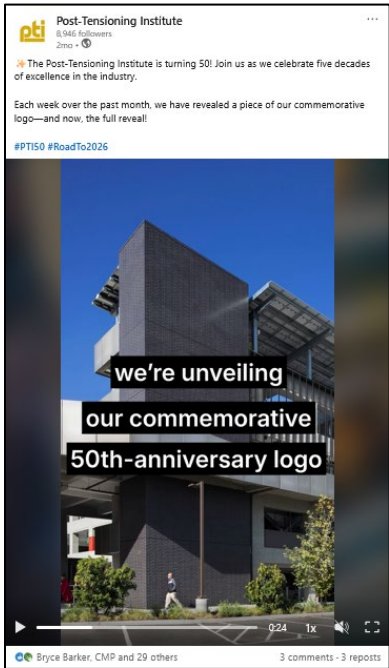 pti
Post-Tensioning Institute
8,946 followers
2mo •
✨The Post-Tensioning Institute is turning 50! Join us as we celebrate five decades
of excellence in the industry.
Each week over the past month, we have revealed a piece of our commemorative
logo—and now, the full reveal!
#PTI50 #RoadTo2026
we're unveiling
our commemorative
50th-anniversary logo
0:24 1x
Bryce Barker, CMP and 29 others 3 comments · 3 reposts